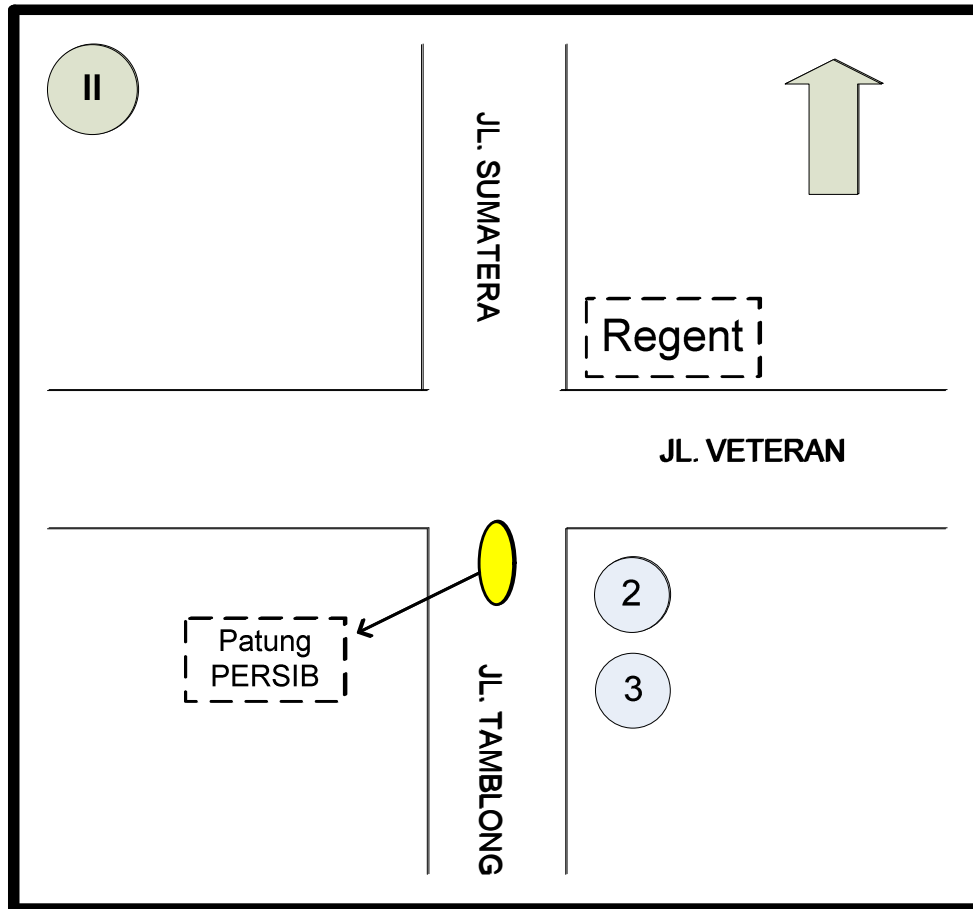 II
JL. SUMATERA
Regent
JL. VETERAN
2
Patung
PERSIB
3
JL. TAMBLONG